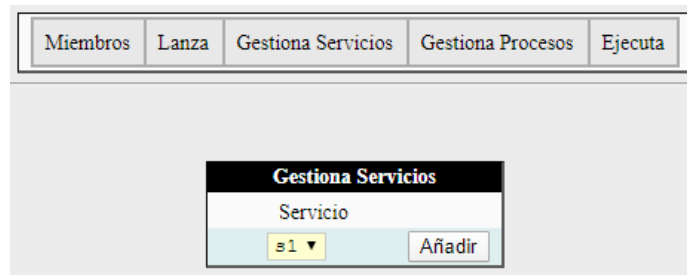 Miembros Lanza Gestiona Servicios Gestiona Procesos Ejecuta
Gestiona Servicios
Servicio
s1 ▼ Añadir